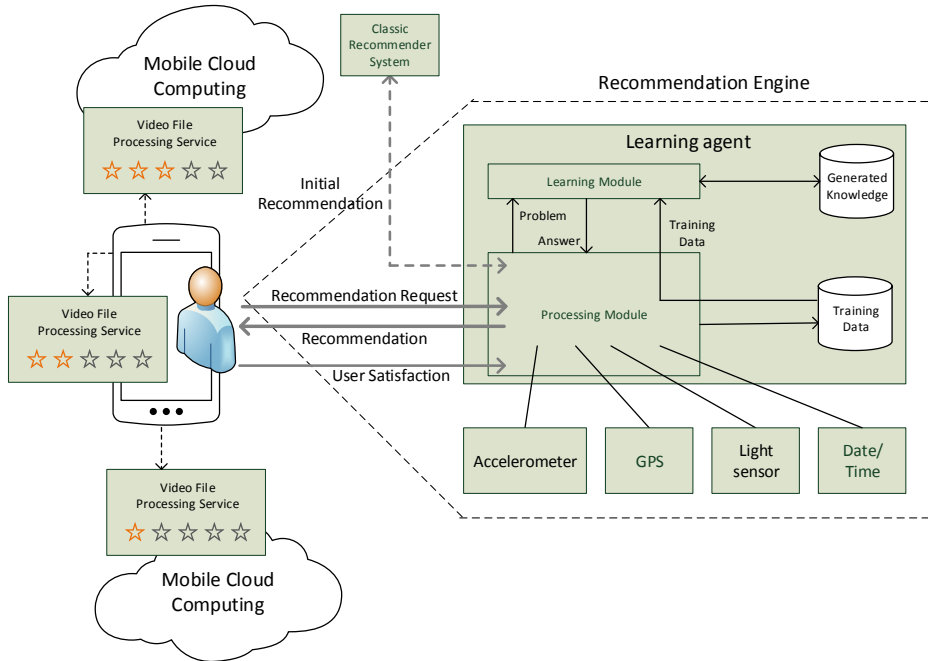 Classic
Recommender
System
Mobile Cloud
Computing
Video File
Processing Service
Recommendation Engine
Learning agent
Learning Module
Generated
Knowledge
Initial
Recommendation
Problem
Answer
Training
Data
Video File
Processing Service
Recommendation Request
Recommendation
User Satisfaction
Processing Module
Training
Data
Accelerometer
GPS
Light
sensor
Date/
Time
Video File
Processing Service
Mobile Cloud
Computing